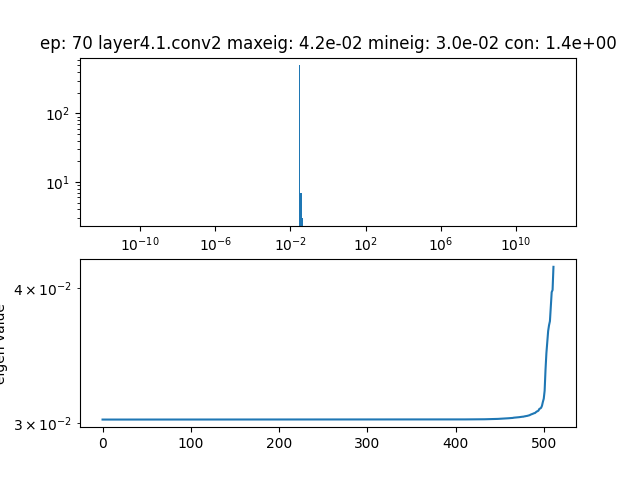 ep: 70 layer4.1.conv2 maxeig: 4.2e-02 mineig: 3.0e-02 con: 1.4e+00
10²
10¹
10⁻¹⁰ 10⁻⁶ 10⁻² 10² 10⁶ 10¹⁰
eigen value
4 × 10⁻²
3 × 10⁻²
0 100 200 300 400 500